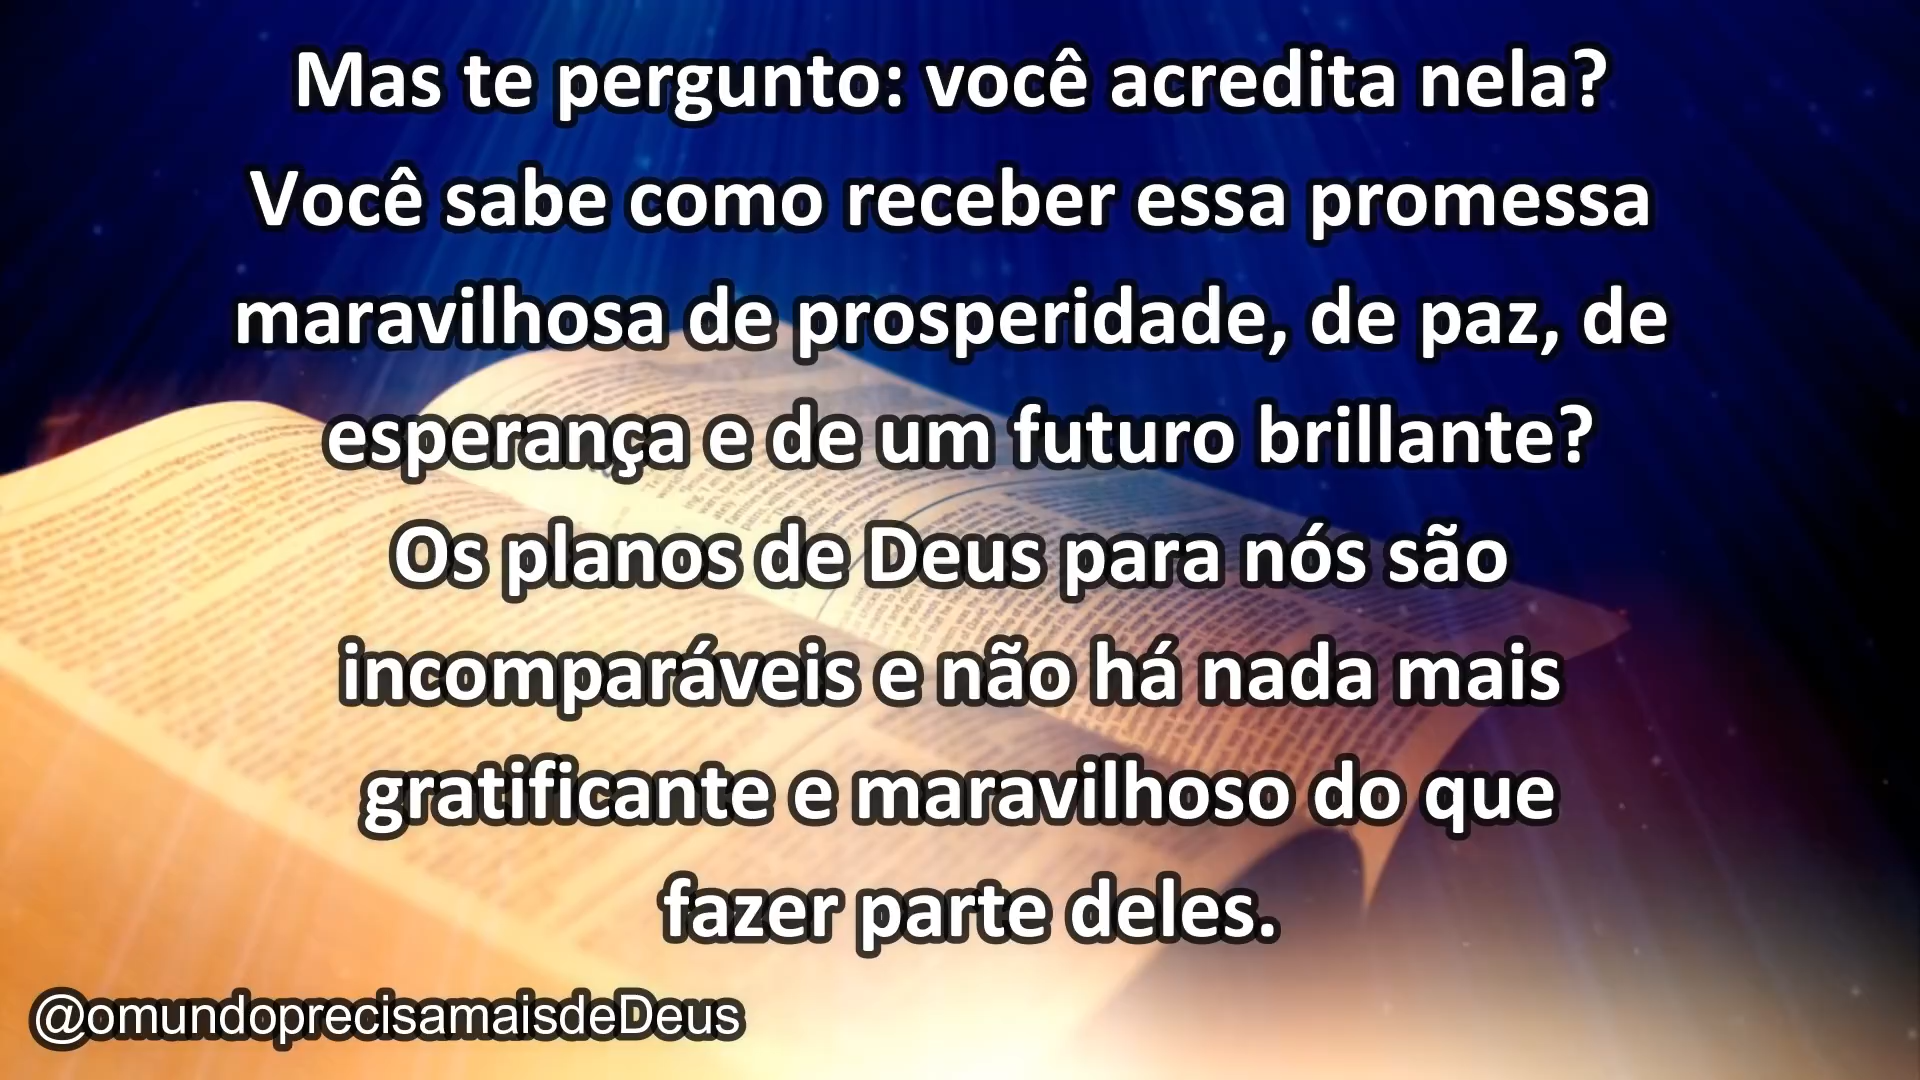 Mas te pergunto: você acredita nela?
Você sabe como receber essa promessa
maravilhosa de prosperidade, de paz, de
esperança e de um futuro brillante?
Os planos de Deus para nós são
incomparáveis e não há nada mais
gratificante e maravilhoso do que
fazer parte deles.
@omundoprecisamaisdeDeus